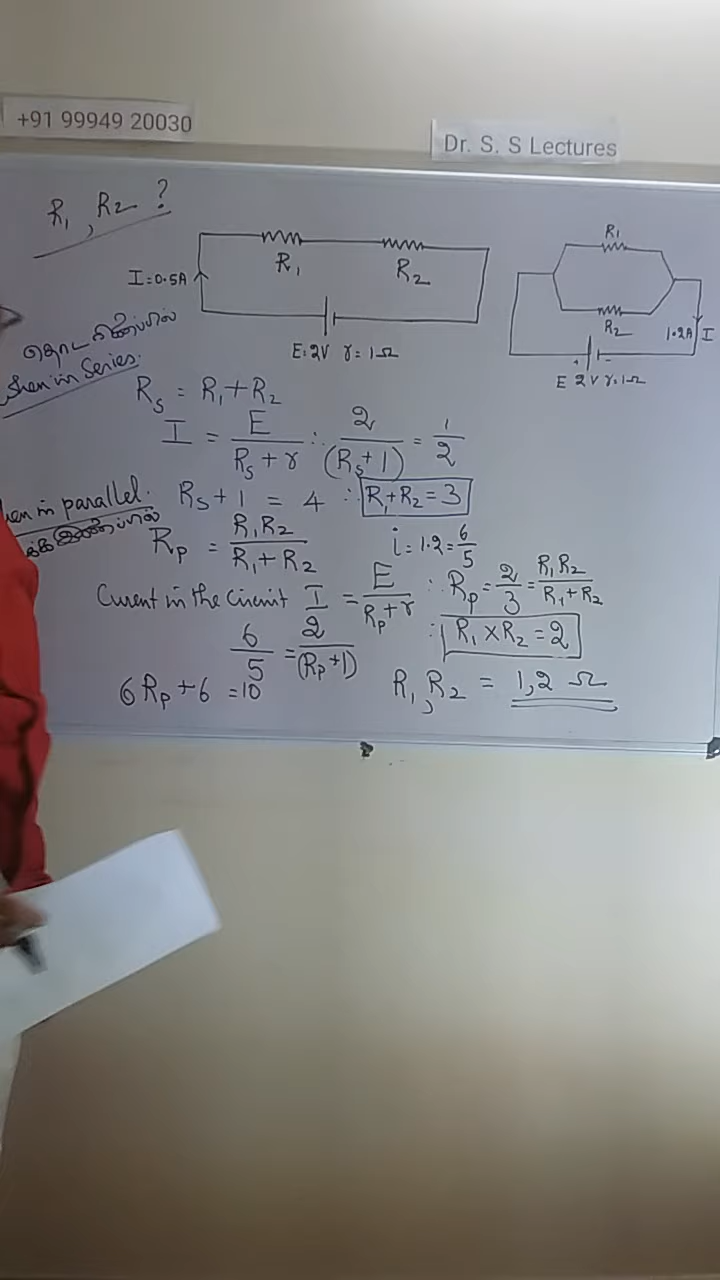 +91 99949 20030
Dr. S. S Lectures
R₁, R₂ ?
I=0.5A
R₁
R₂
E=2V r=1Ω
R₁
R₂
1.2A I
+ -
E 2V r=1Ω
in Series.
Rₛ = R₁+R₂
I = E/(Rₛ+r) ∴ 2/(Rₛ+1) = 1/2
in parallel.
Rₛ+1 = 4 ∴ R₁+R₂=3
Rₚ = R₁R₂/(R₁+R₂)
i=1.2=6/5
Current in the Circuit I = E/(Rₚ+r)
∴ Rₚ=2/3=R₁R₂/(R₁+R₂)
6/5 = 2/(Rₚ+1)
∴ R₁×R₂=2
6Rₚ+6 =10
R₁, R₂ = 1,2 Ω